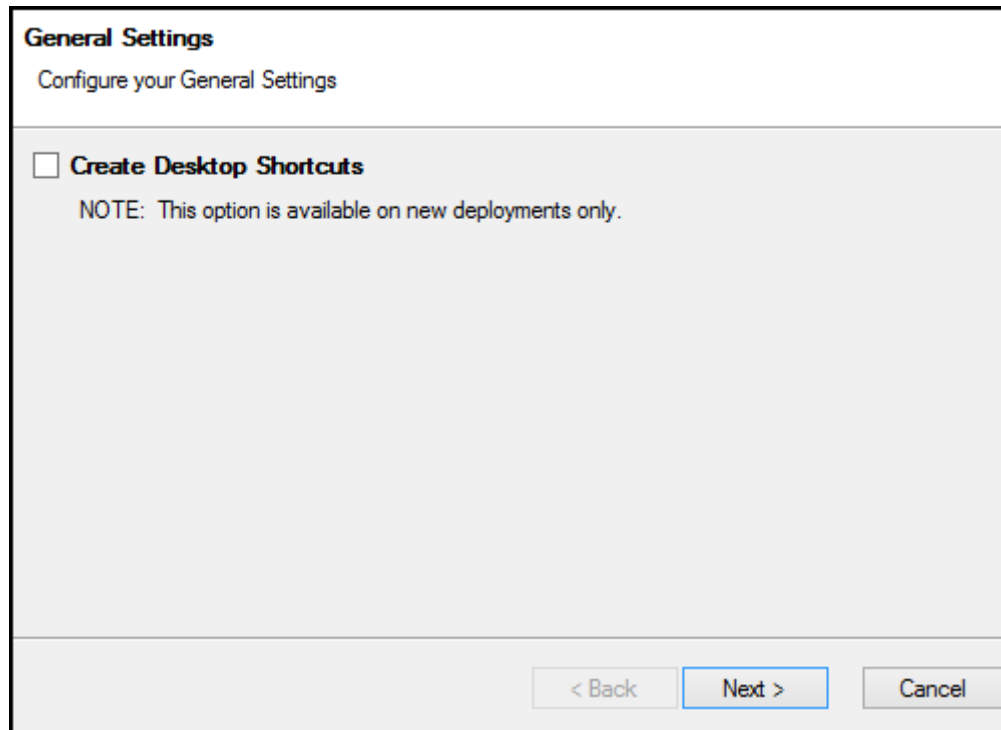 General Settings
Configure your General Settings
Create Desktop Shortcuts
NOTE: This option is available on new deployments only.
< Back Next > Cancel